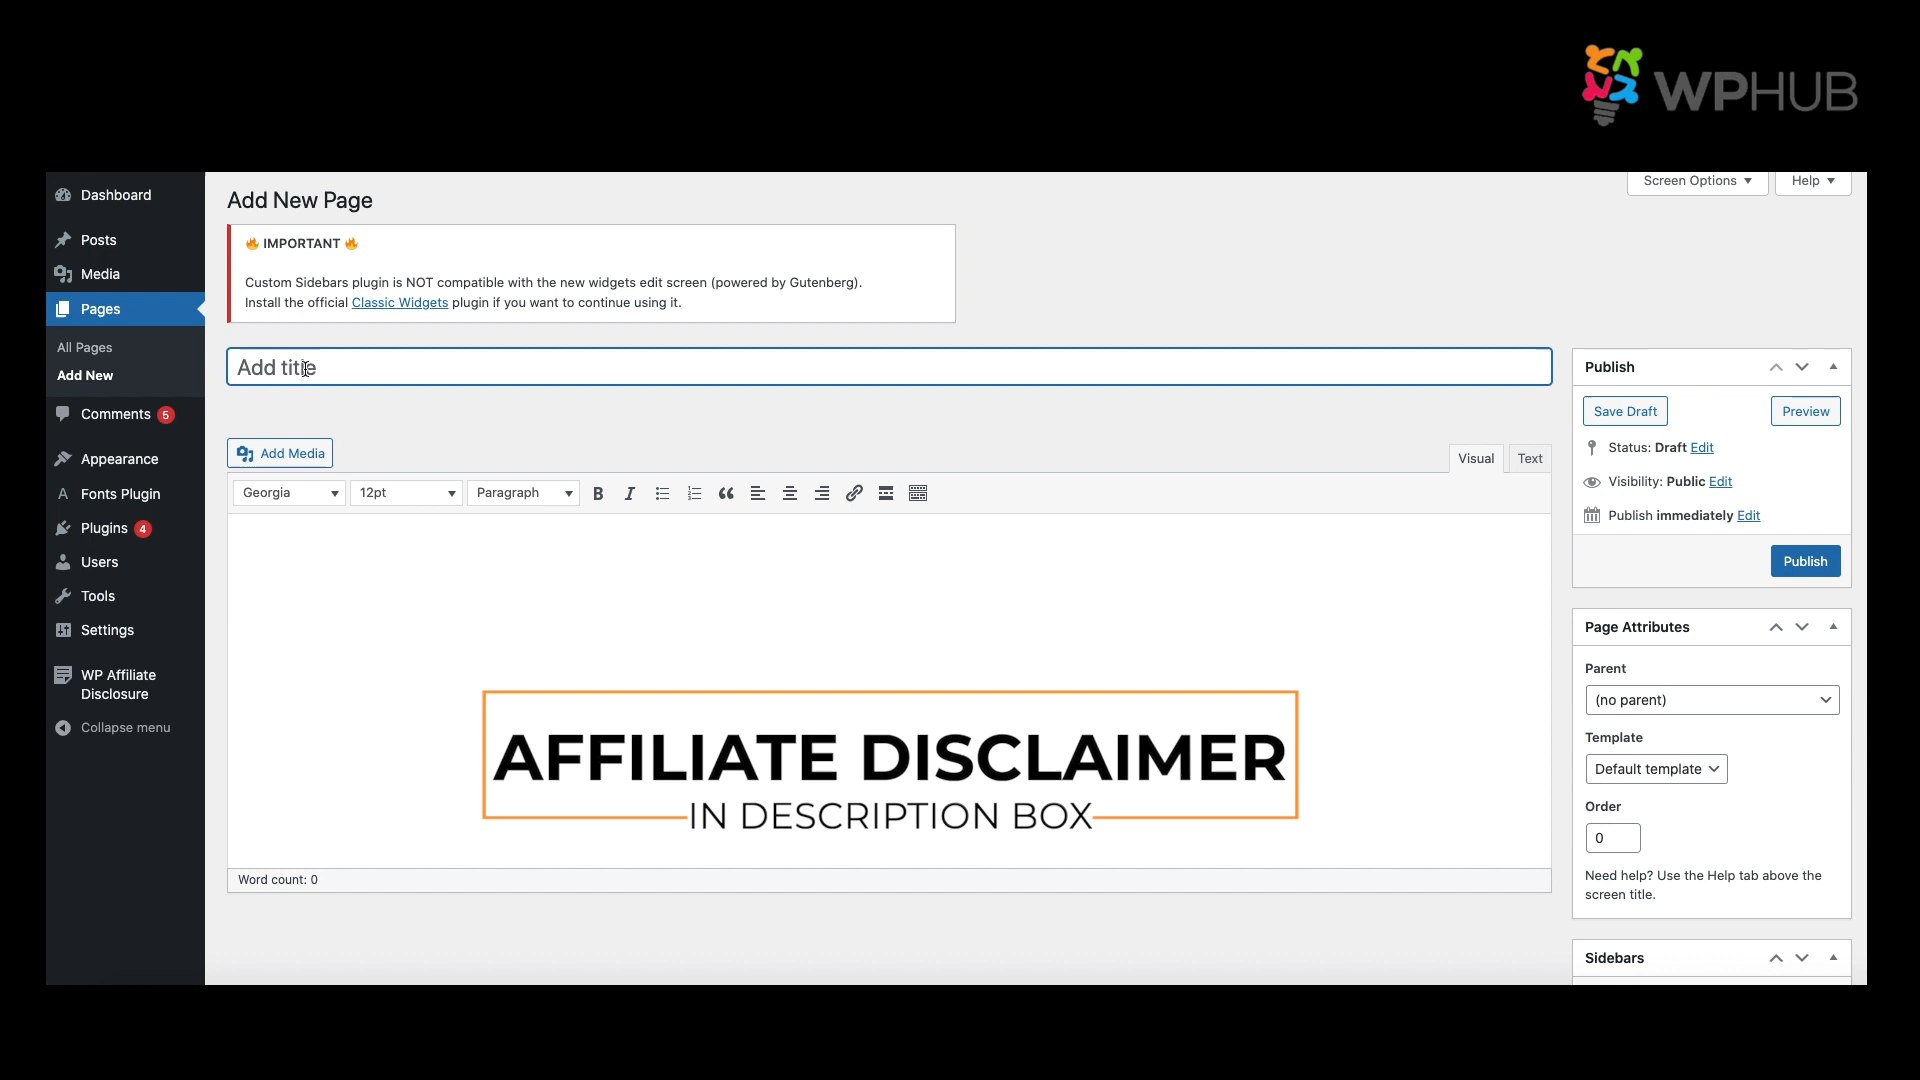 WPHUB
Dashboard
Posts
Media
Pages
All Pages
Add New
Comments 5
Appearance
Fonts Plugin
Plugins 4
Users
Tools
Settings
WP Affiliate
Disclosure
Collapse menu
Screen Options
Help
Add New Page
IMPORTANT
Custom Sidebars plugin is NOT compatible with the new widgets edit screen (powered by Gutenberg).
Install the official Classic Widgets plugin if you want to continue using it.
Add title
Add Media
Visual
Text
Georgia
12pt
Paragraph
B
I
AFFILIATE DISCLAIMER
IN DESCRIPTION BOX
Word count: 0
Publish
Save Draft
Preview
Status: Draft Edit
Visibility: Public Edit
Publish immediately Edit
Publish
Page Attributes
Parent
(no parent)
Template
Default template
Order
0
Need help? Use the Help tab above the
screen title.
Sidebars